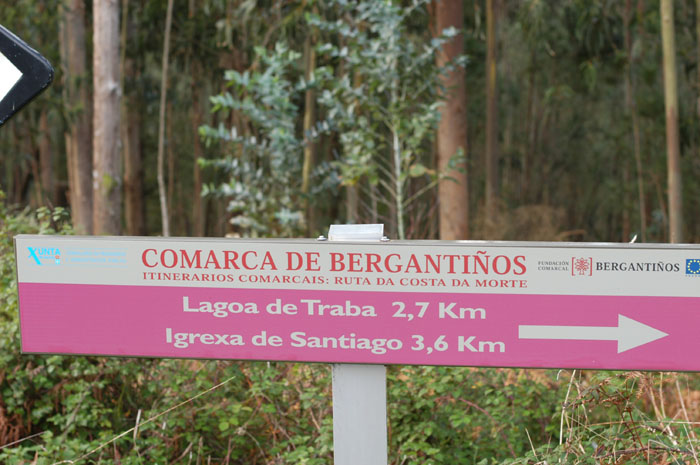 XUNTA
COMARCA DE BERGANTIÑOS
ITINERARIOS COMARCAIS: RUTA DA COSTA DA MORTE
FUNDACIÓN
COMARCAL
BERGANTIÑOS
Lagoa de Traba 2,7 Km
Igrexa de Santiago 3,6 Km